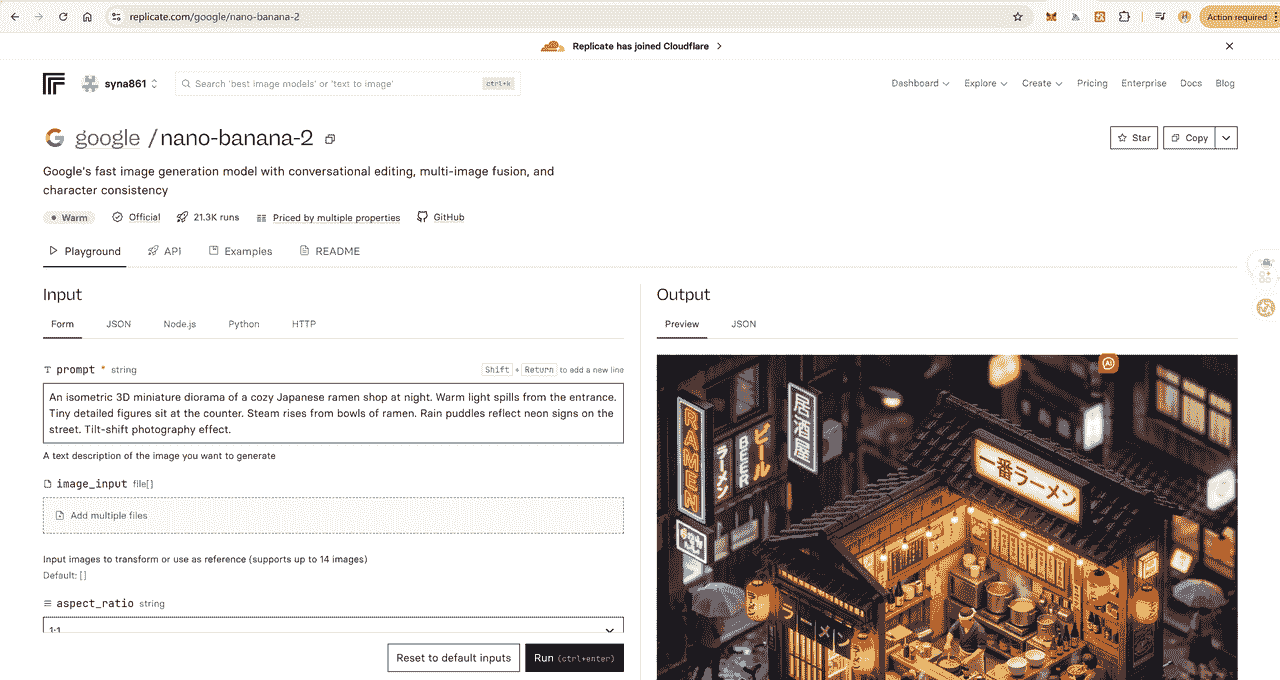 replicate.com/google/nano-banana-2
Action required
Replicate has joined Cloudflare
syna861
Search 'best image models' or 'text to image'
ctrl+k
Dashboard
Explore
Create
Pricing
Enterprise
Docs
Blog
google / nano-banana-2
Star
Copy
Google's fast image generation model with conversational editing, multi-image fusion, and
character consistency
Warm
Official
21.3K runs
Priced by multiple properties
GitHub
Playground
API
Examples
README
Input
Form
JSON
Node.js
Python
HTTP
prompt * string
Shift + Return to add a new line
An isometric 3D miniature diorama of a cozy Japanese ramen shop at night. Warm light spills from the entrance.
Tiny detailed figures sit at the counter. Steam rises from bowls of ramen. Rain puddles reflect neon signs on the
street. Tilt-shift photography effect.
A text description of the image you want to generate
image_input file[]
Add multiple files
Input images to transform or use as reference (supports up to 14 images)
Default: []
aspect_ratio string
1:1
Reset to default inputs
Run (ctrl+enter)
Output
Preview
JSON
AI
RAMEN
ラーメン
BEER
ビール
居酒屋
一番ラーメン
ラーメン